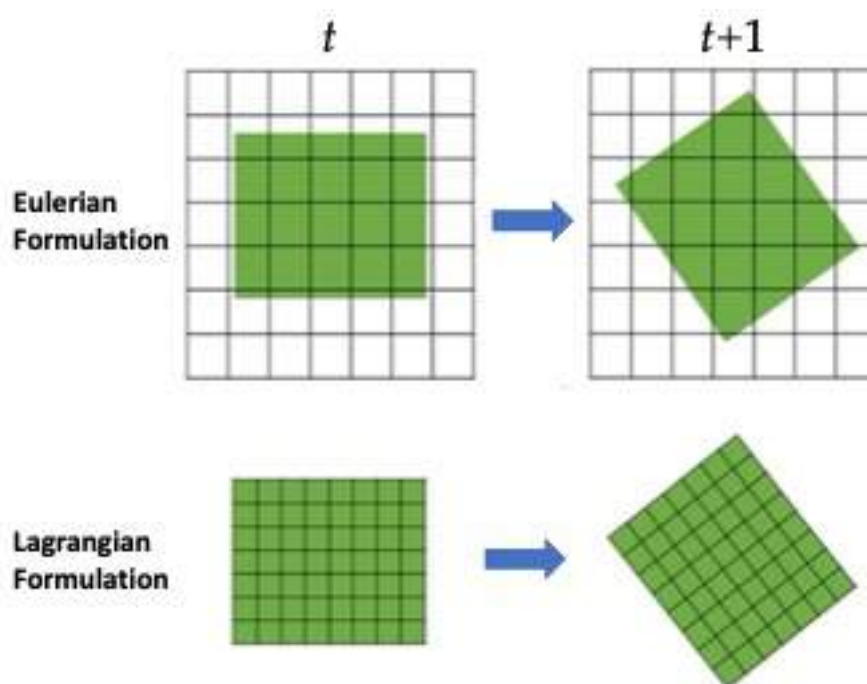 t
t+1
Eulerian
Formulation
Lagrangian
Formulation